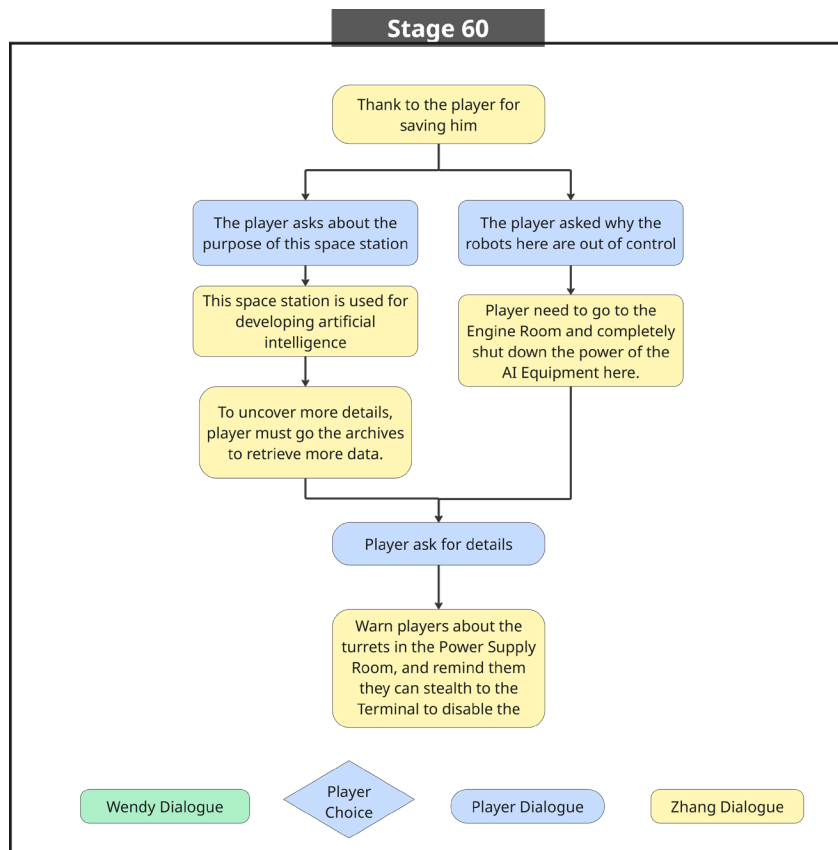 Stage 60
Thank to the player for
saving him
The player asks about the
purpose of this space station
The player asked why the
robots here are out of control
This space station is used for
developing artificial
intelligence
Player need to go to the
Engine Room and completely
shut down the power of the
AI Equipment here.
To uncover more details,
player must go the archives
to retrieve more data.
Player ask for details
Warn players about the
turrets in the Power Supply
Room, and remind them
they can stealth to the
Terminal to disable the
Wendy Dialogue
Player
Choice
Player Dialogue
Zhang Dialogue